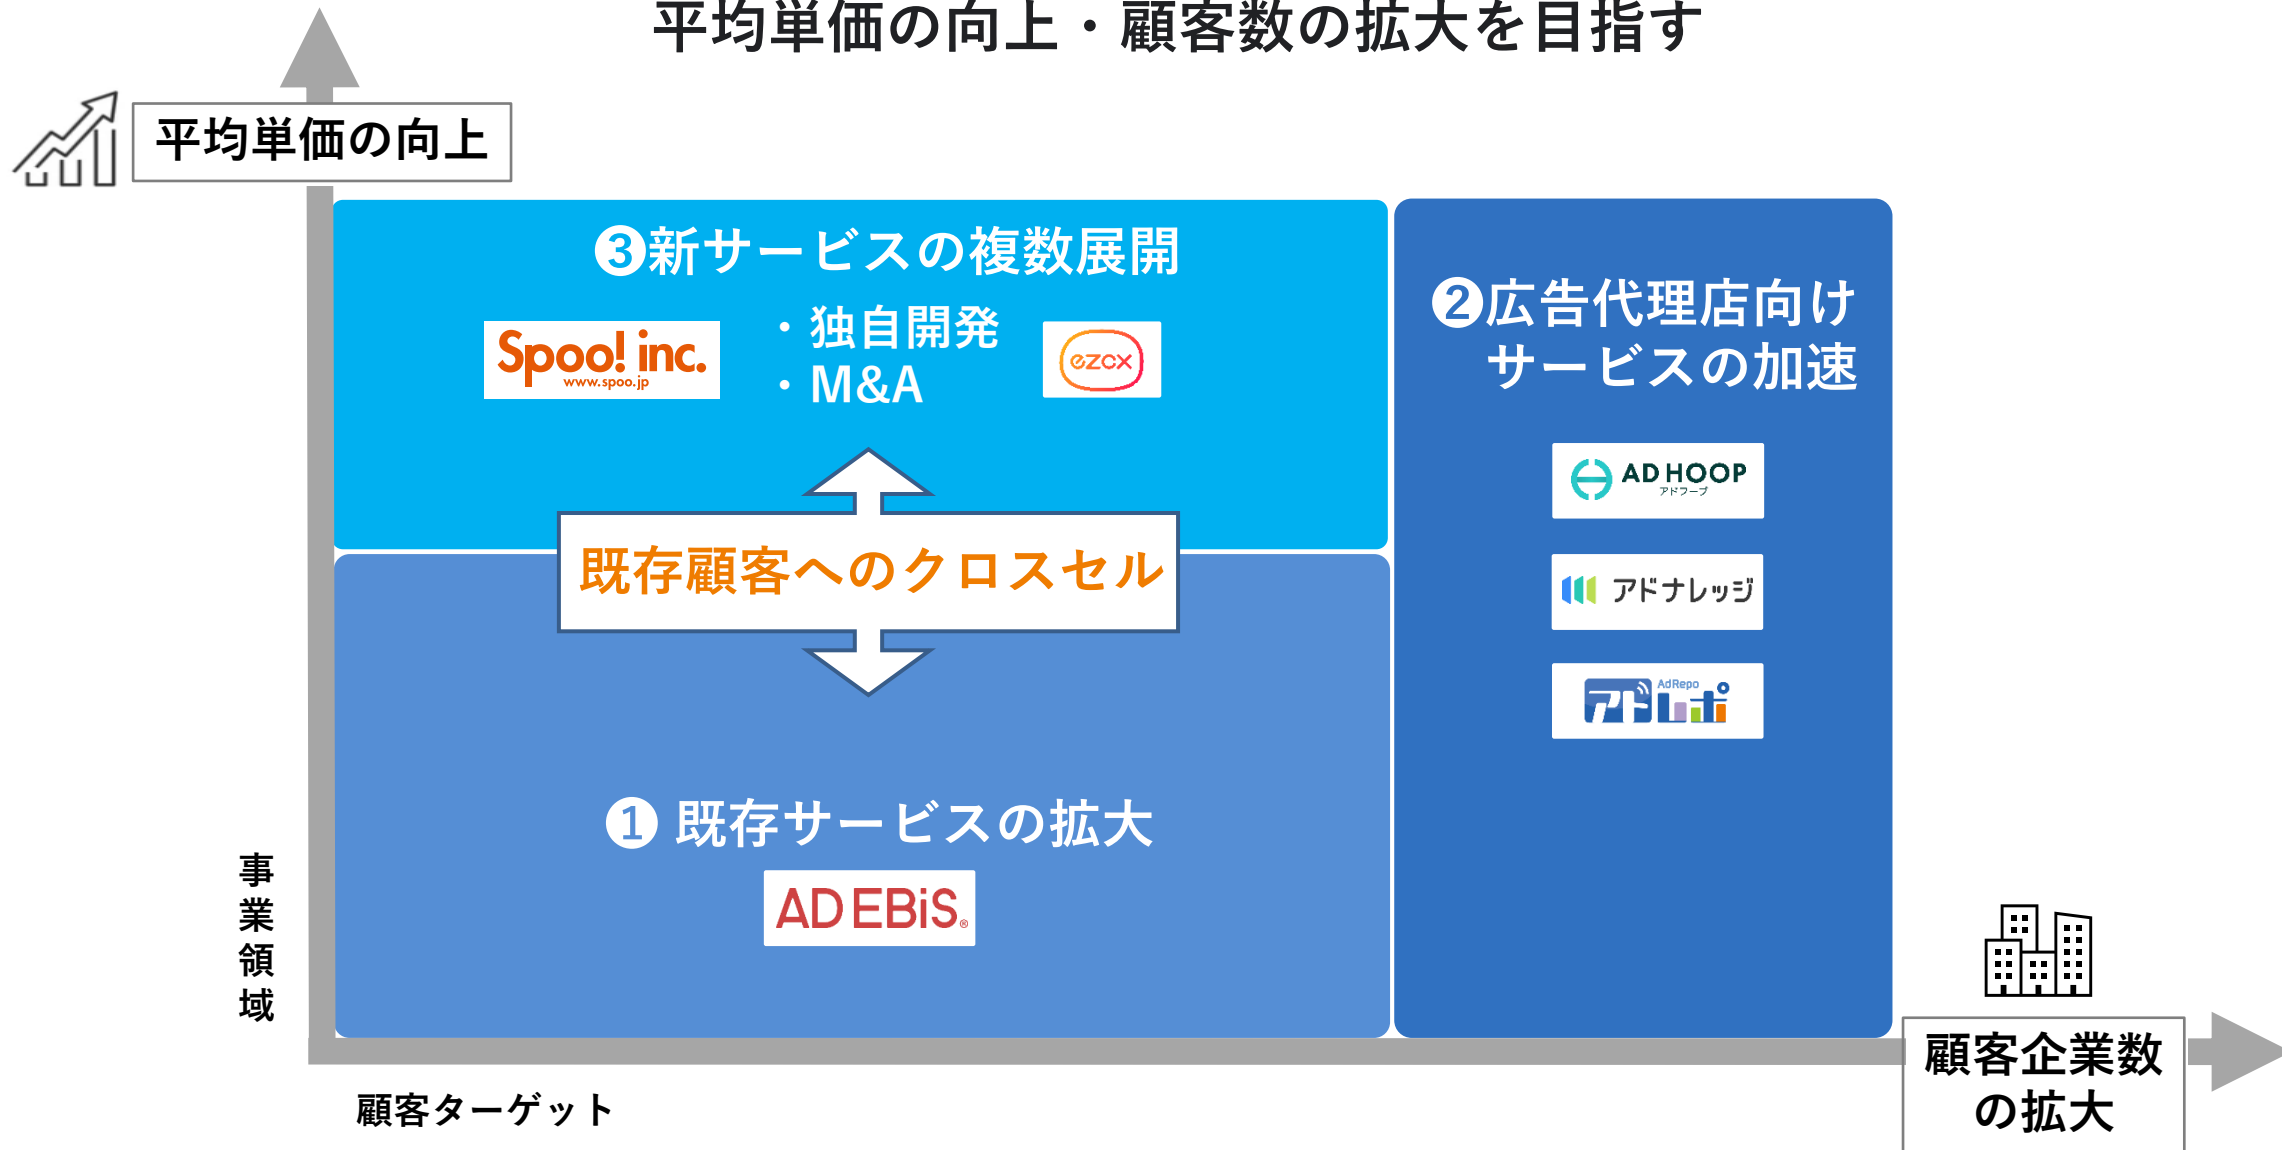 平均単価の向上・顧客数の拡大を目指す
平均単価の向上
❸新サービスの複数展開
Spoo! inc.
www.spoo.jp
・独自開発
・M&A
ezcx
❷広告代理店向け
サービスの加速
AD HOOP
アドフープ
アドナレッジ
アドレポ
AdRepo
既存顧客へのクロスセル
❶ 既存サービスの拡大
AD EBiS®
事業領域
顧客ターゲット
顧客企業数
の拡大